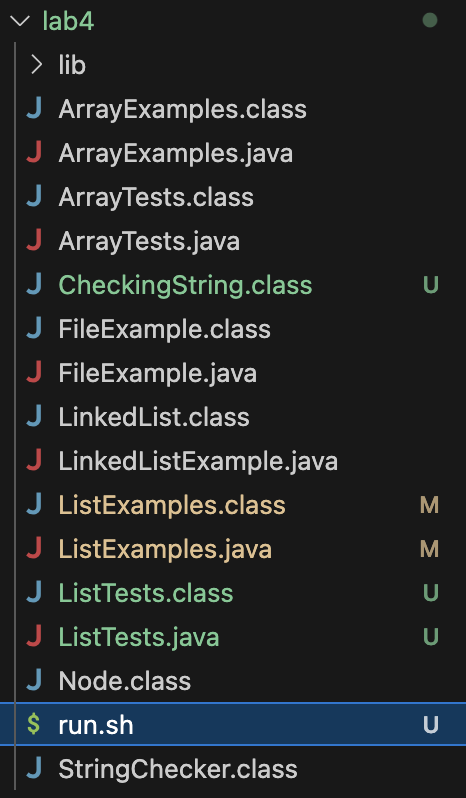 lab4
lib
ArrayExamples.class
ArrayExamples.java
ArrayTests.class
ArrayTests.java
CheckingString.class U
FileExample.class
FileExample.java
LinkedList.class
LinkedListExample.java
ListExamples.class M
ListExamples.java M
ListTests.class U
ListTests.java U
Node.class
$ run.sh U
StringChecker.class